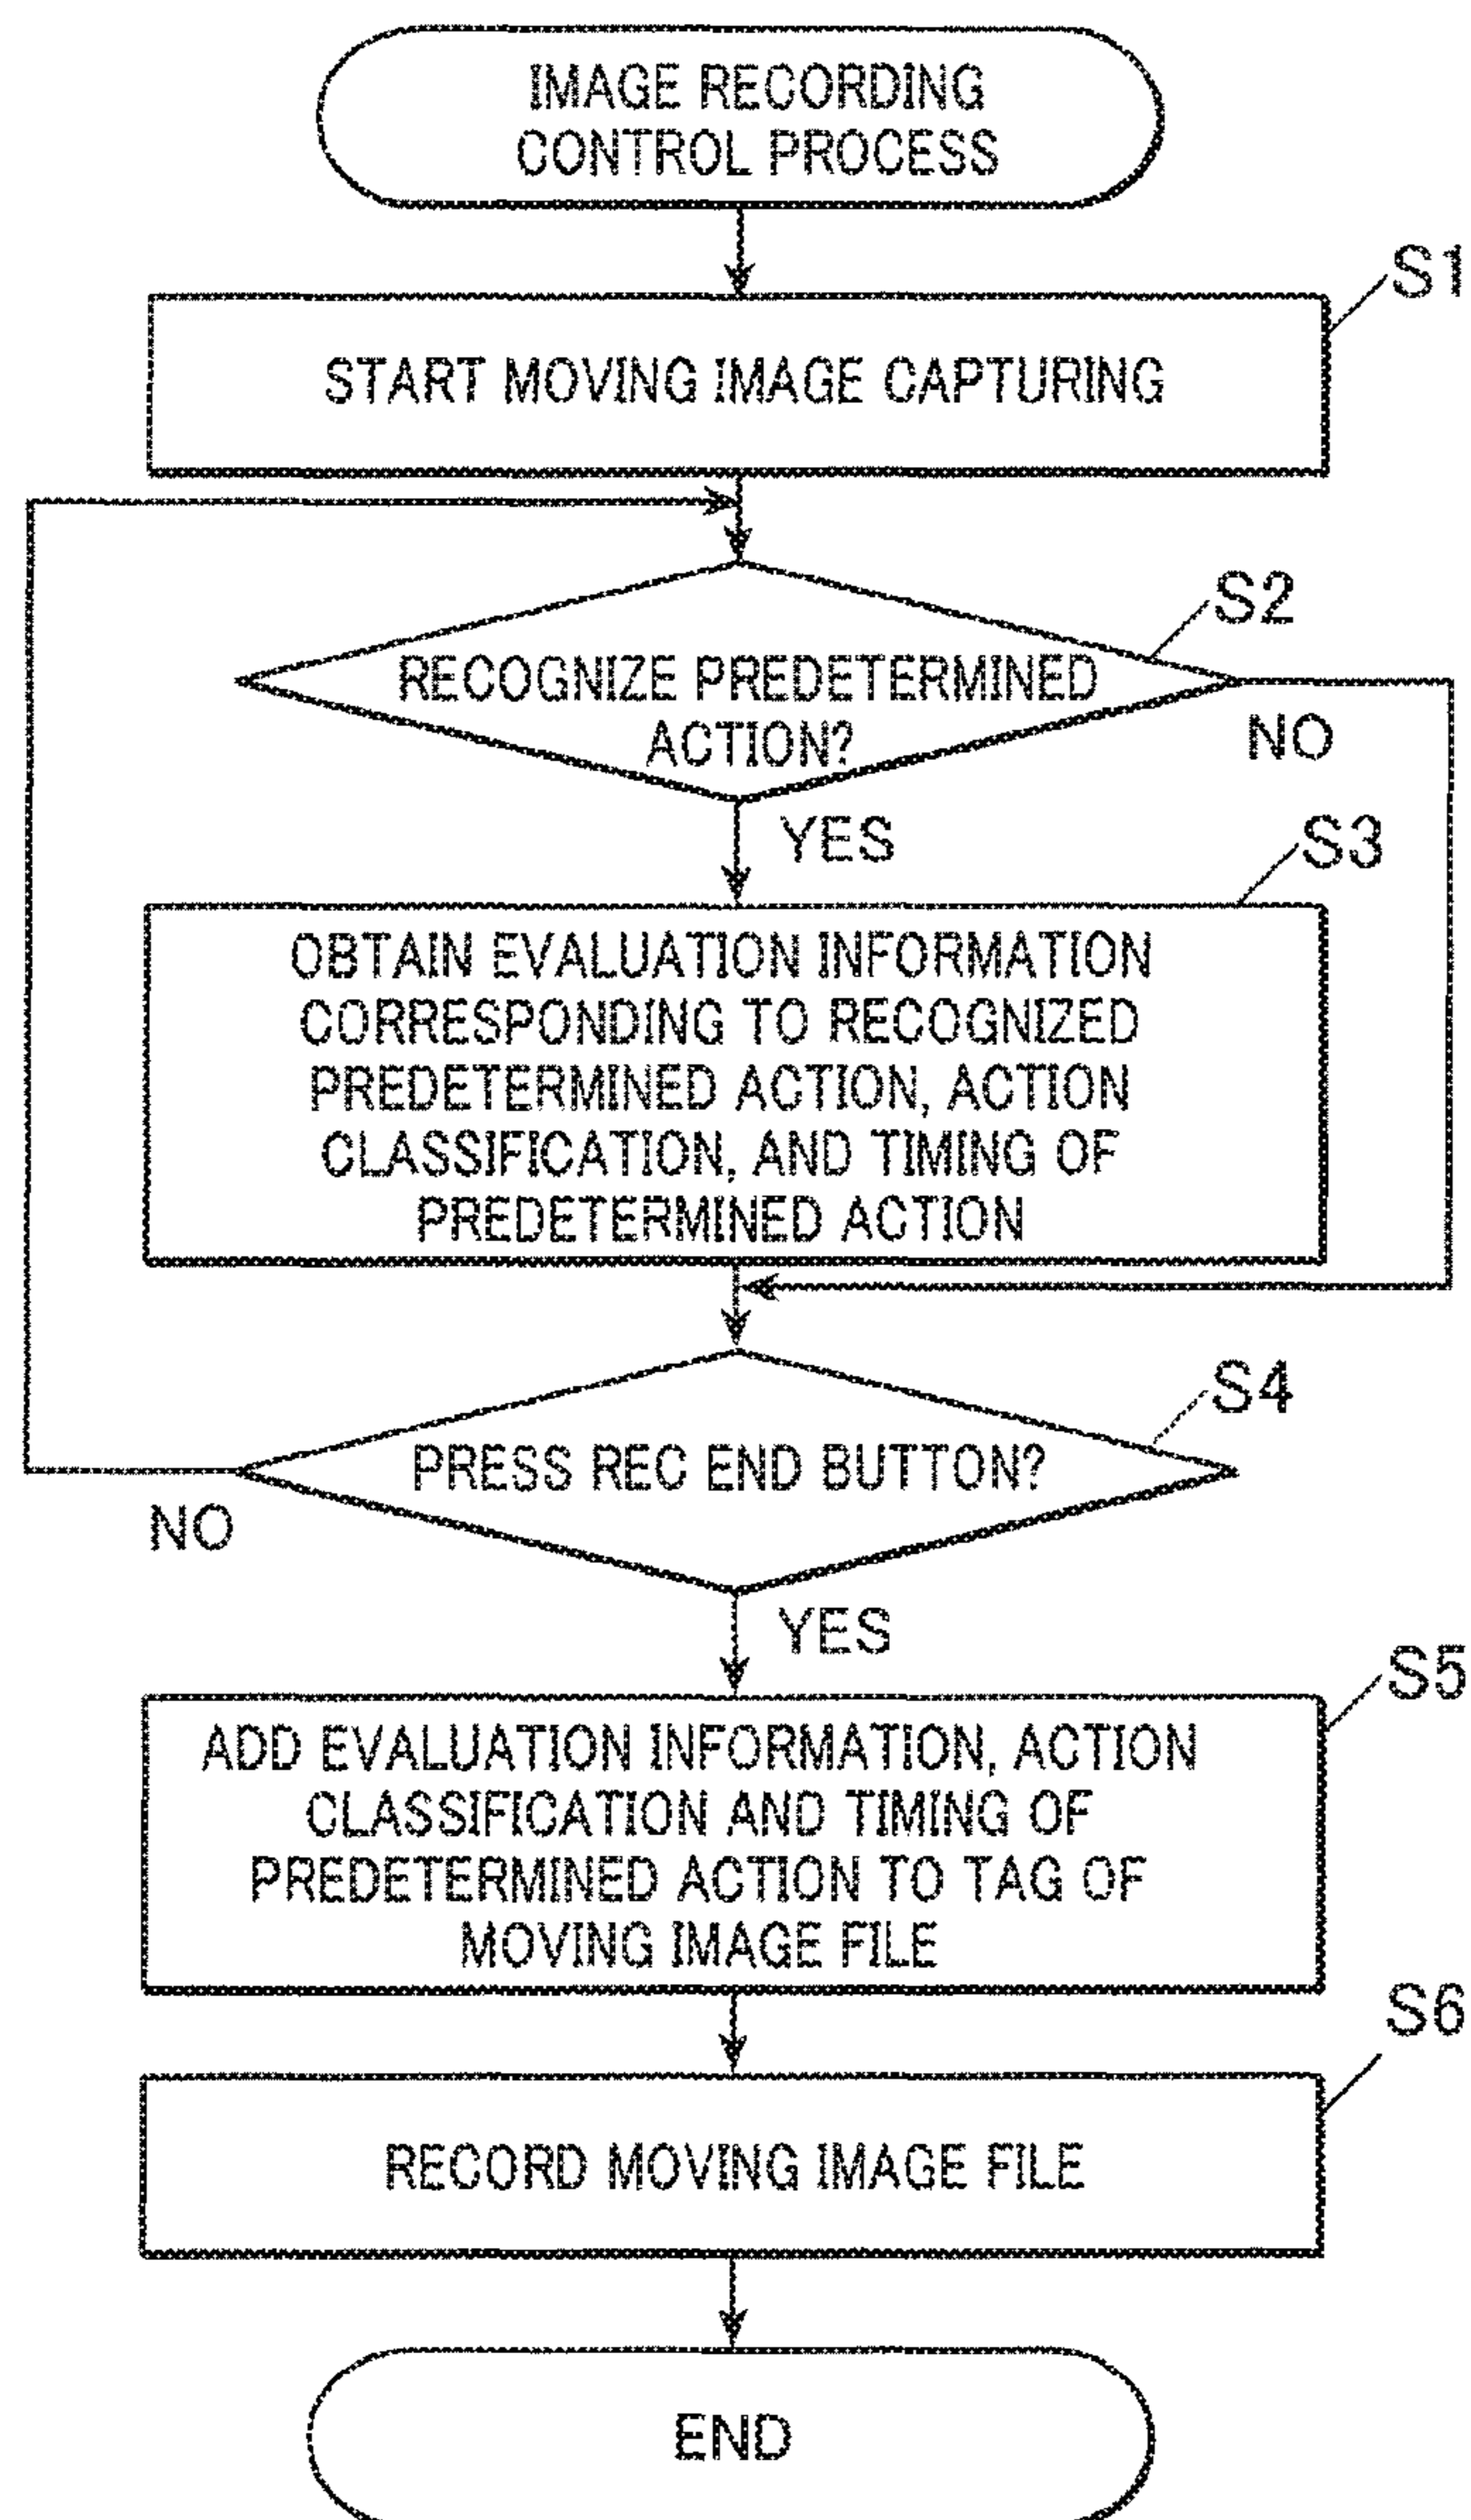 IMAGE RECORDING
CONTROL PROCESS
S1
START MOVING IMAGE CAPTURING
S2
RECOGNIZE PREDETERMINED
ACTION?
NO
YES
S3
OBTAIN EVALUATION INFORMATION
CORRESPONDING TO RECOGNIZED
PREDETERMINED ACTION, ACTION
CLASSIFICATION, AND TIMING OF
PREDETERMINED ACTION
S4
PRESS REC END BUTTON?
NO
YES
S5
ADD EVALUATION INFORMATION, ACTION
CLASSIFICATION AND TIMING OF
PREDETERMINED ACTION TO TAG OF
MOVING IMAGE FILE
S6
RECORD MOVING IMAGE FILE
END